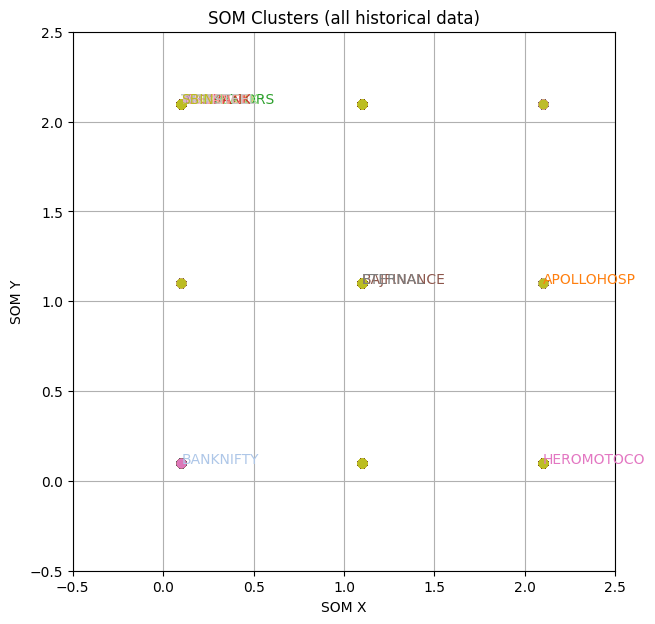 SOM Clusters (all historical data)
2.5
2.0
1.5
1.0
0.5
0.0
−0.5
SOM Y
APOLLOHOSP
BANKNIFTY
HEROMOTOCO
−0.5 0.0 0.5 1.0 1.5 2.0 2.5
SOM X